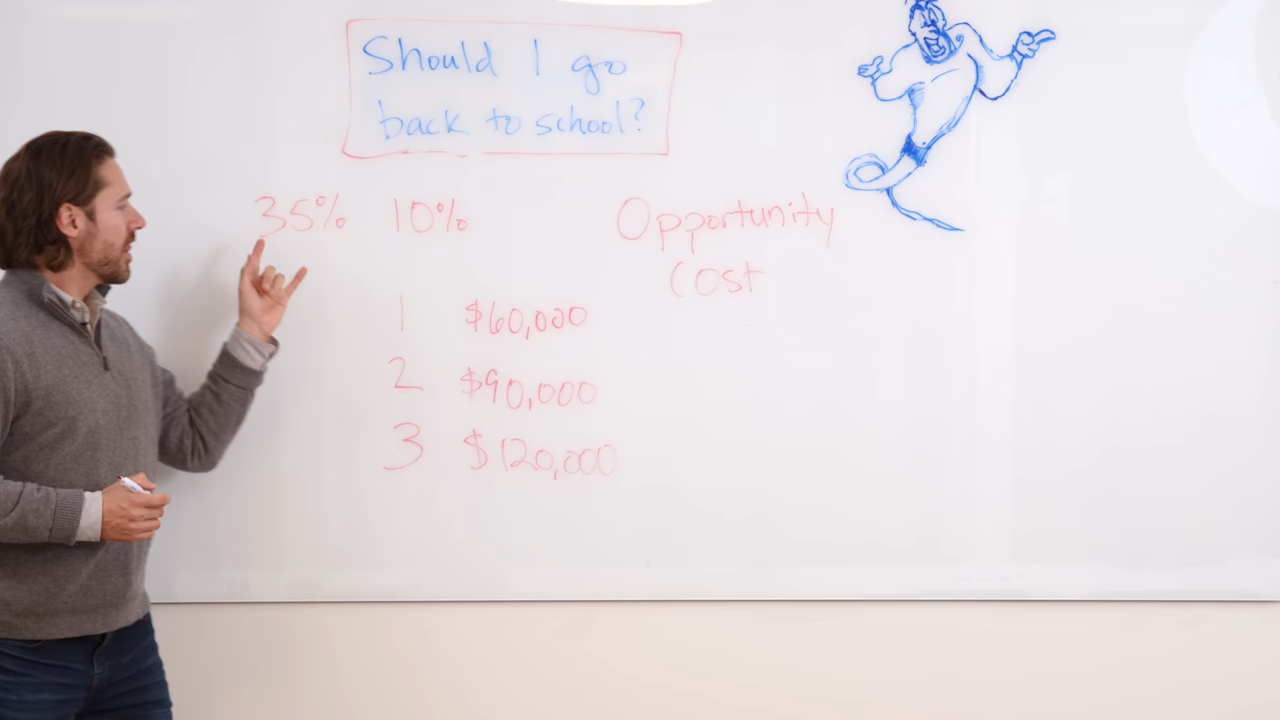 Should I go
back to school?
35% 10%
Opportunity
Cost
1 $60,000
2 $90,000
3 $120,000